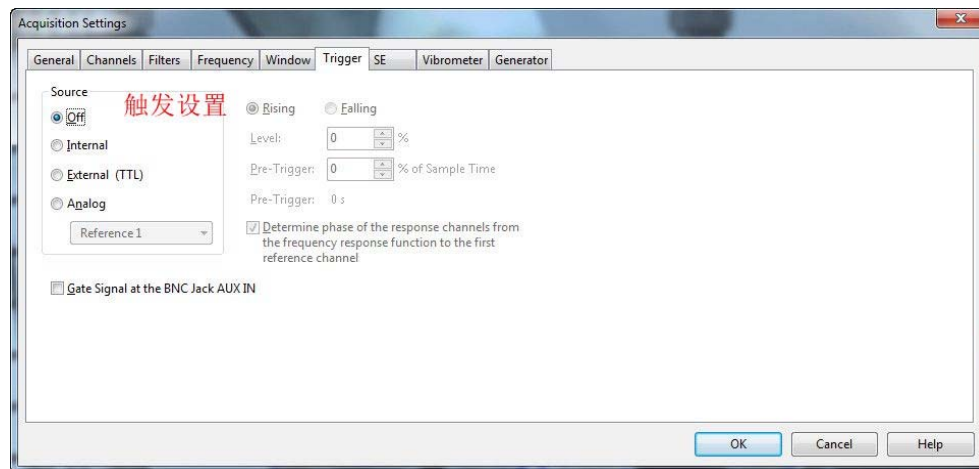 Acquisition Settings
General Channels Filters Frequency Window Trigger SE Vibrometer Generator
Source
触发设置
Off
Internal
External (TTL)
Analog
Reference 1
Rising Falling
Level: 0 %
Pre-Trigger: 0 % of Sample Time
Pre-Trigger: 0 s
Determine phase of the response channels from
the frequency response function to the first
reference channel
Gate Signal at the BNC Jack AUX IN
OK Cancel Help